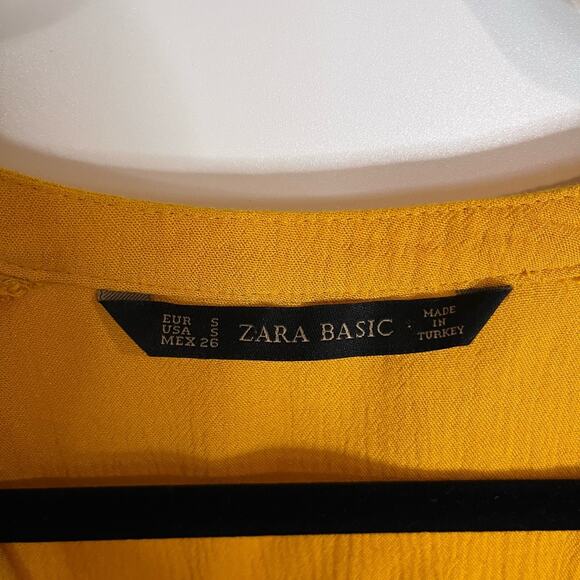 EUR S
USA S
MEX 26
ZARA BASIC
MADE
IN
TURKEY